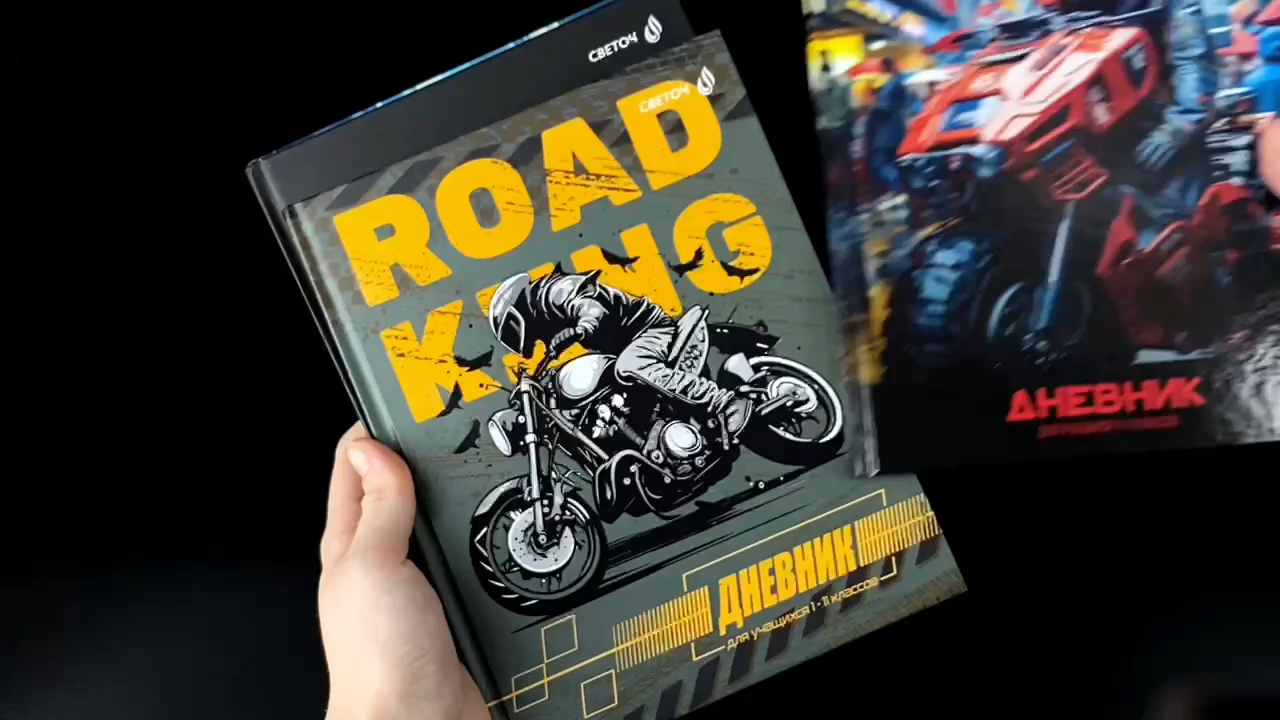 СВЕТОЧ
СВЕТОЧ
ROAD
KING
ДНЕВНИК
для учащихся 1-11 классов
ДНЕВНИК